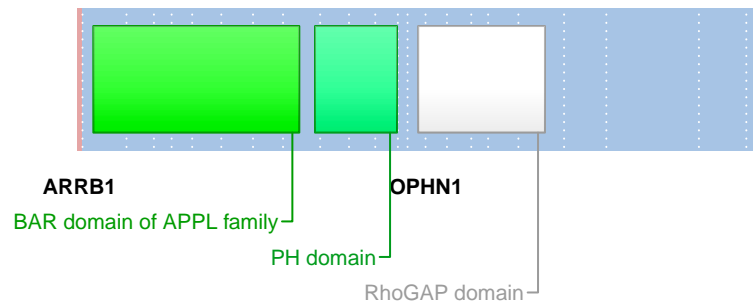 ARRB1 OPHN1
BAR domain of APPL family
PH domain
RhoGAP domain